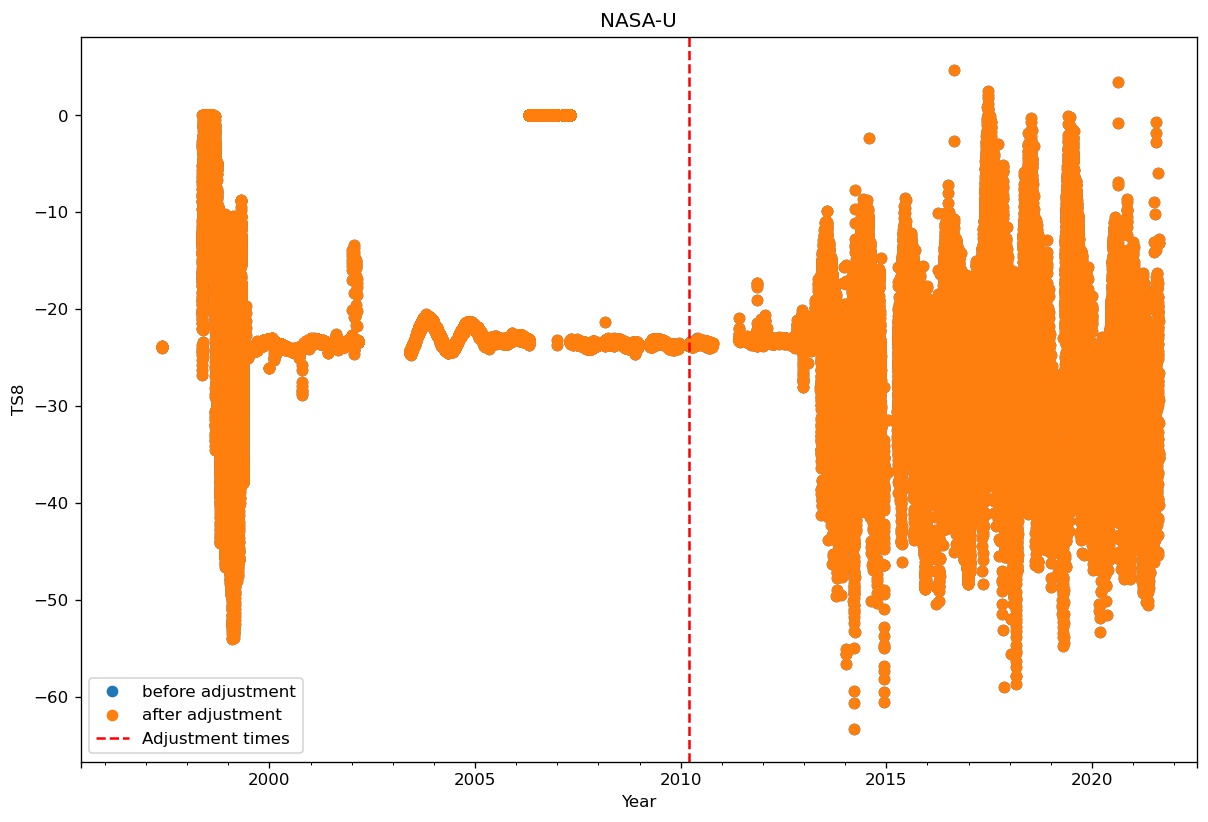 NASA-U
TS8
0
−10
−20
−30
−40
−50
−60
before adjustment
after adjustment
Adjustment times
2000
2005
2010
2015
2020
Year